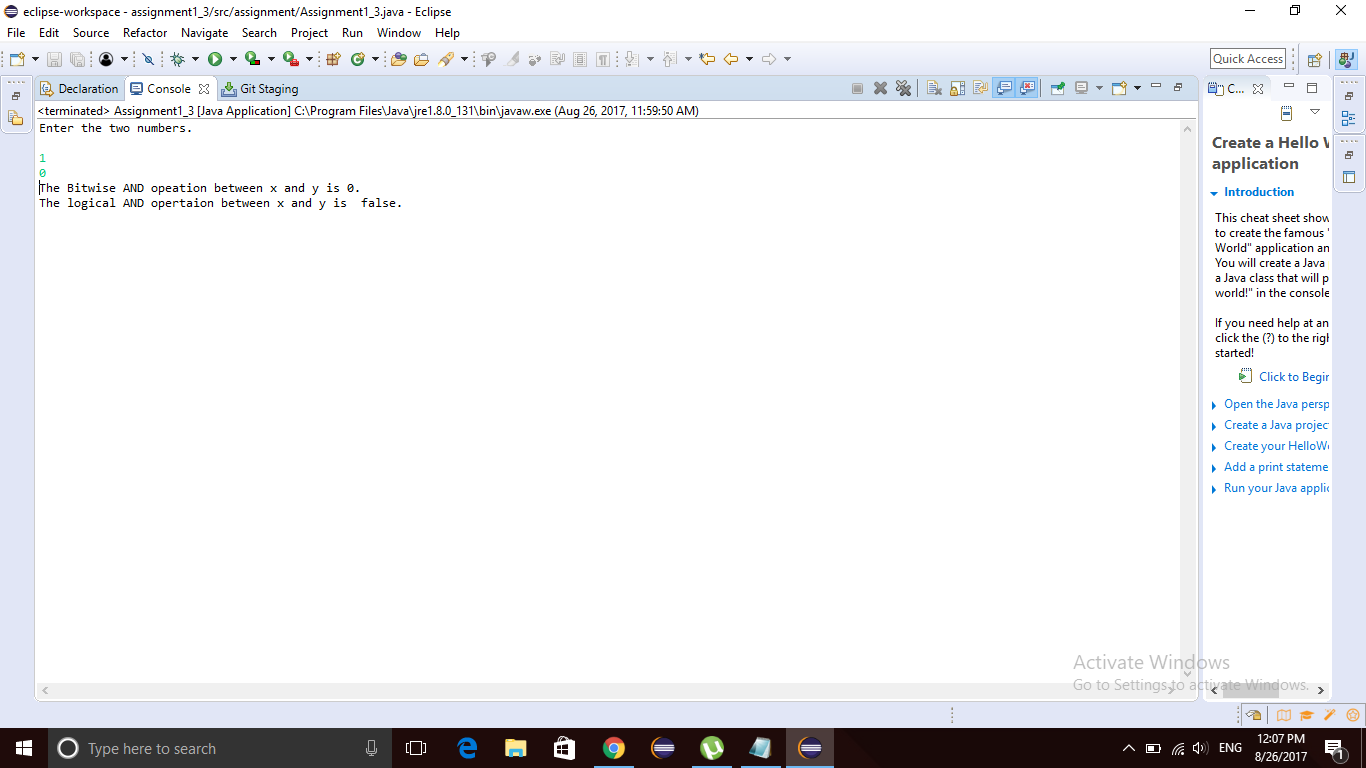 eclipse-workspace - assignment1_3/src/assignment/Assignment1_3.java - Eclipse
File Edit Source Refactor Navigate Search Project Run Window Help
Quick Access
Declaration Console Git Staging
C...
<terminated> Assignment1_3 [Java Application] C:\Program Files\Java\jre1.8.0_131\bin\javaw.exe (Aug 26, 2017, 11:59:50 AM)
Enter the two numbers.
1
0
The Bitwise AND opeation between x and y is 0.
The logical AND opertaion between x and y is  false.
Create a Hello W
application
Introduction
This cheat sheet show
to create the famous "
World" application an
You will create a Java
a Java class that will p
world!" in the console
If you need help at an
click the (?) to the righ
started!
Click to Begin
Open the Java persp
Create a Java project
Create your HelloWo
Add a print stateme
Run your Java applic
Activate Windows
Go to Settings to activate Windows.
Type here to search
ENG
12:07 PM
8/26/2017
1